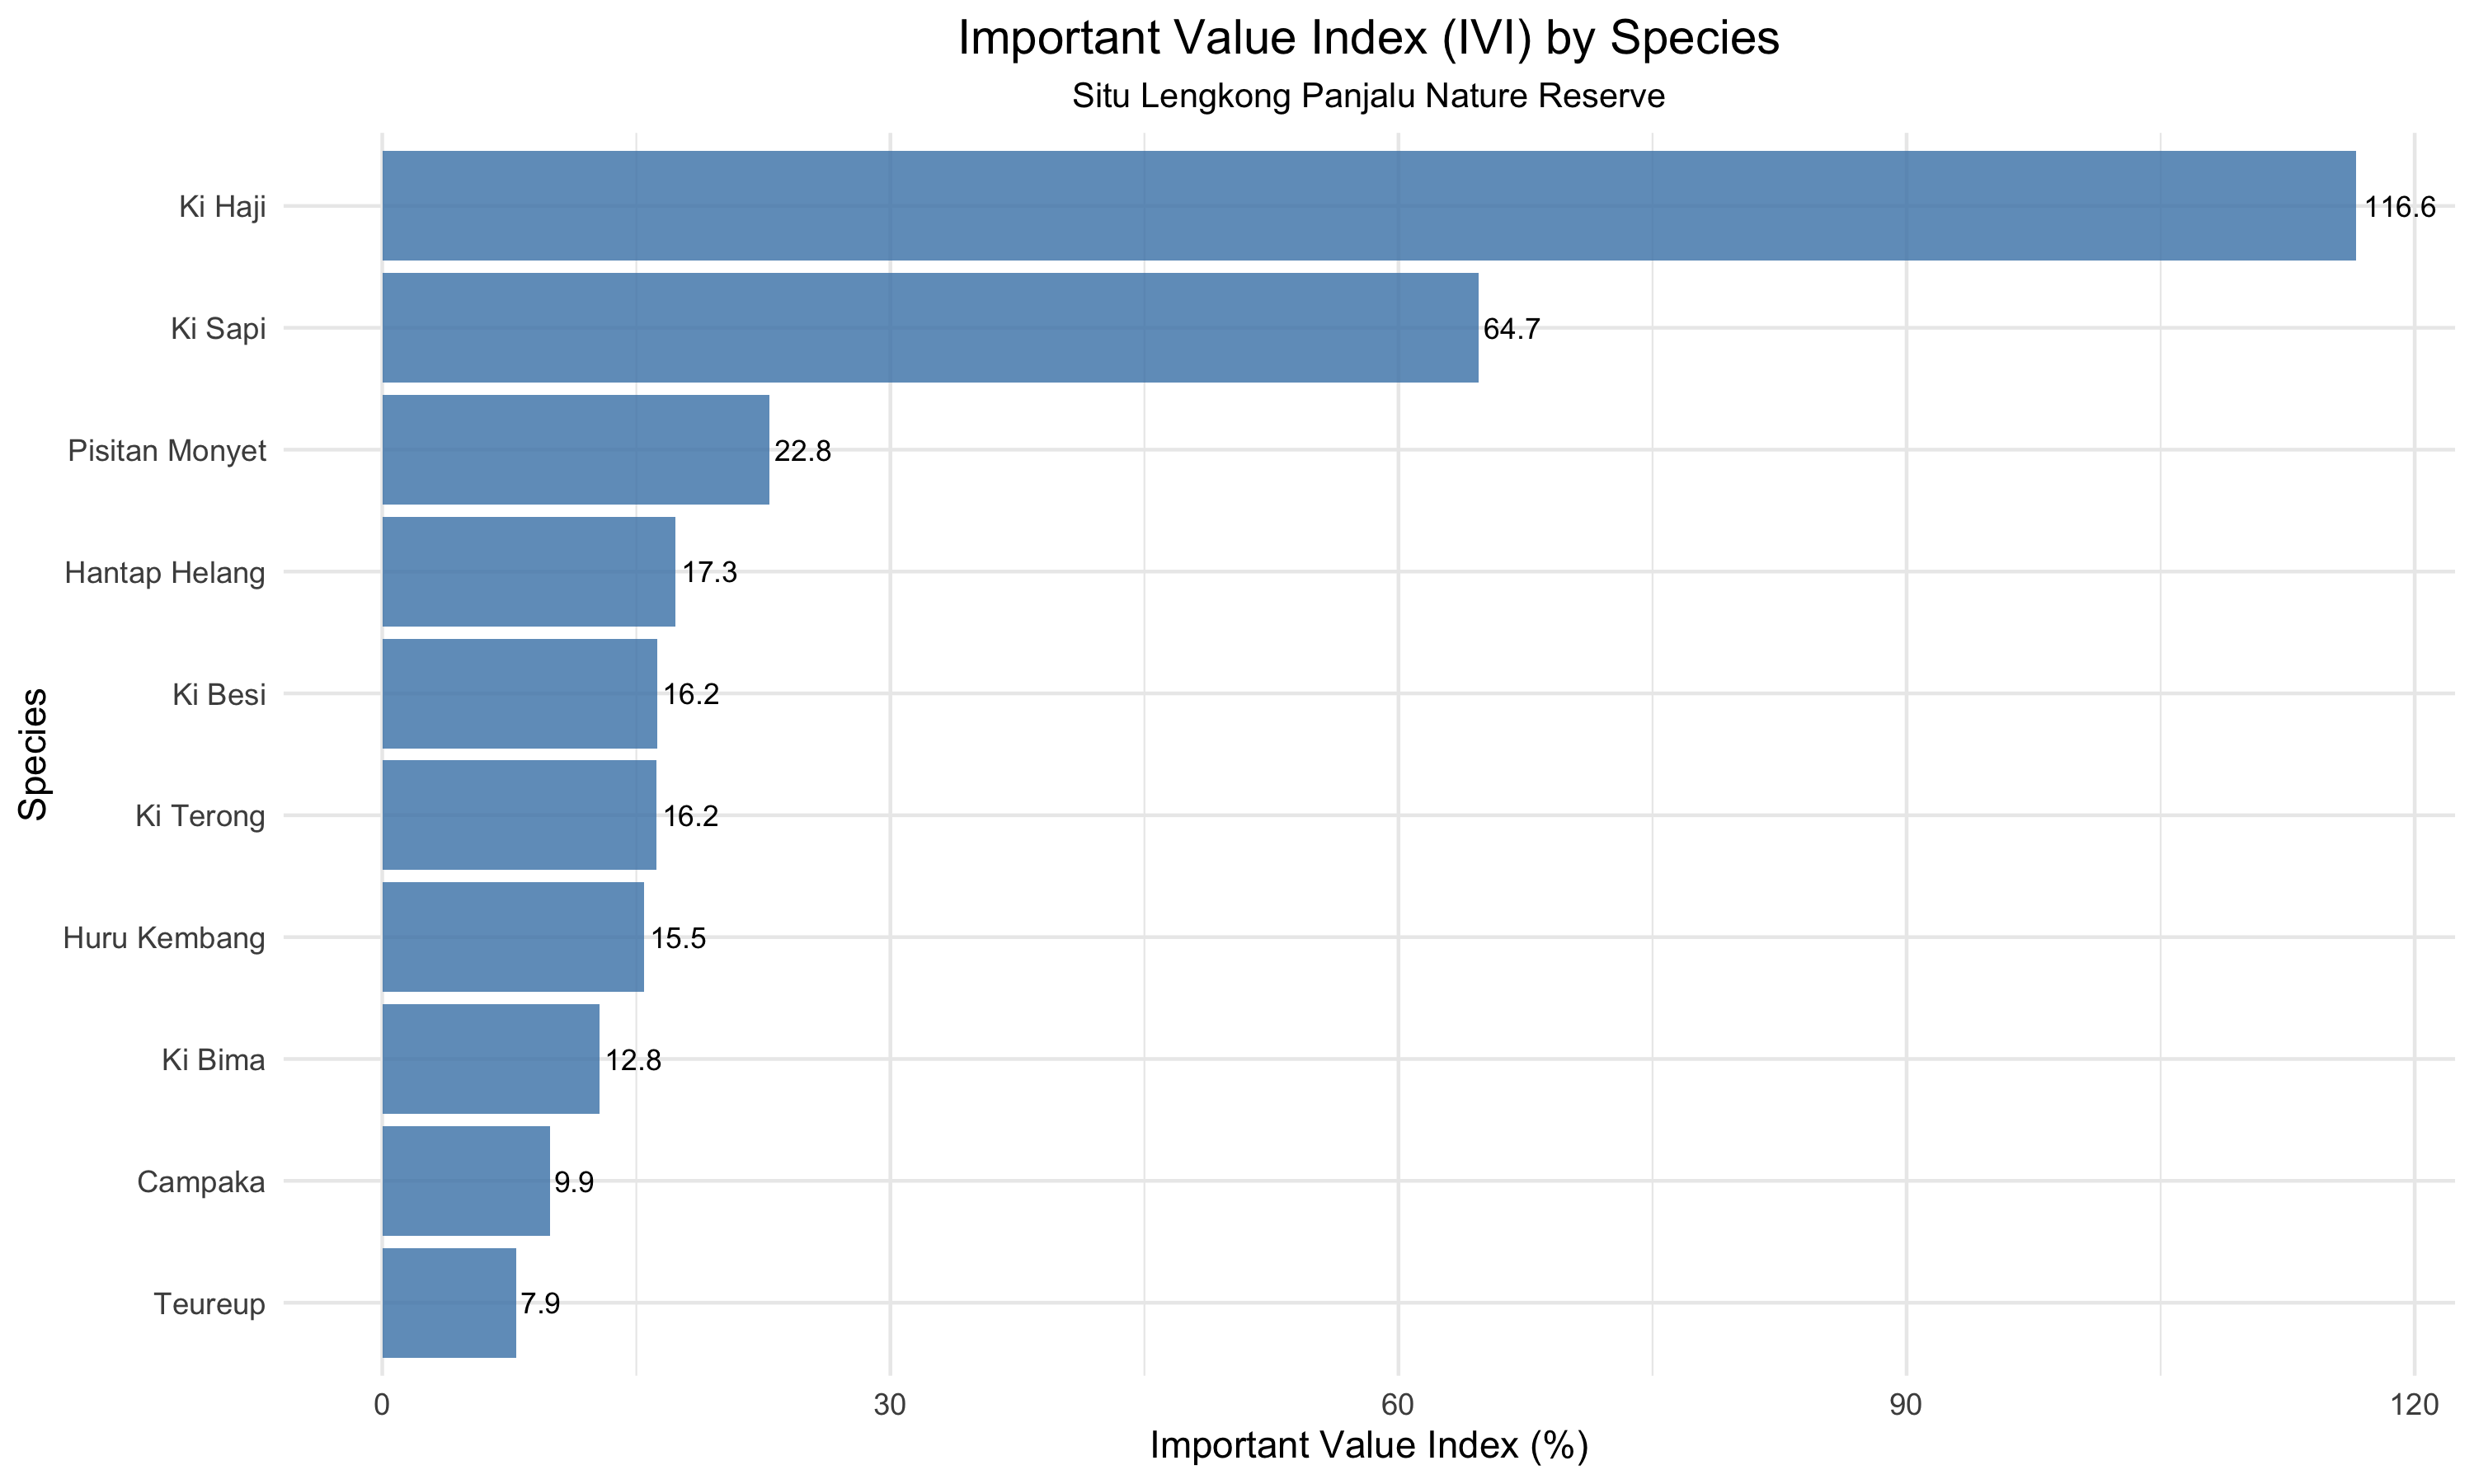 Important Value Index (IVI) by Species
Situ Lengkong Panjalu Nature Reserve
Species
Ki Haji 116.6
Ki Sapi 64.7
Pisitan Monyet 22.8
Hantap Helang 17.3
Ki Besi 16.2
Ki Terong 16.2
Huru Kembang 15.5
Ki Bima 12.8
Campaka 9.9
Teureup 7.9
0 30 60 90 120
Important Value Index (%)